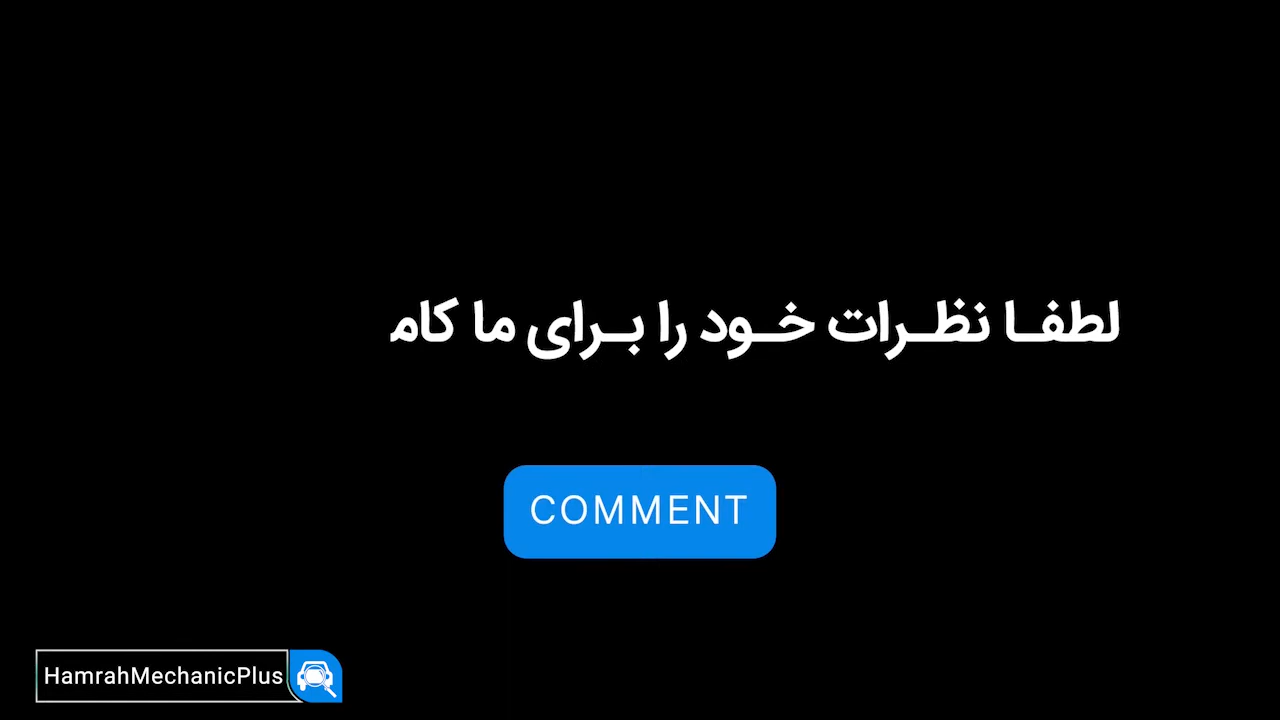 لطفا نظرات خود را برای ما کام
COMMENT
HamrahMechanicPlus